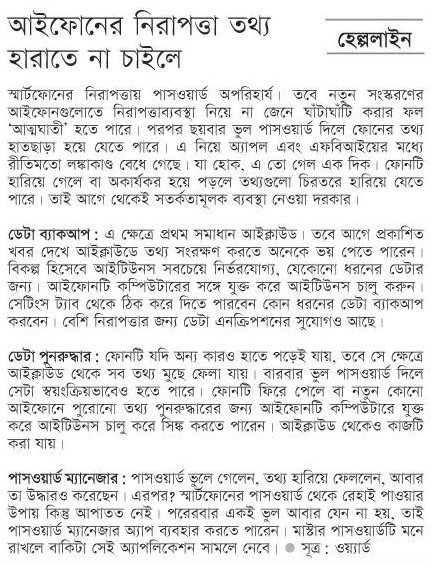 আইফোনের নিরাপত্তা তথ্য
হারাতে না চাইলে
হেল্পলাইন
স্মার্টফোনের নিরাপত্তায় পাসওয়ার্ড অপরিহার্য। তবে নতুন সংস্করণের
আইফোনগুলোতে নিরাপত্তাব্যবস্থা নিয়ে না জেনে ঘাঁটাঘাঁটি করার ফল
‘আত্মঘাতী’ হতে পারে। পরপর ছয়বার ভুল পাসওয়ার্ড দিলে ফোনের তথ্য
হাতছাড়া হয়ে যেতে পারে। এ নিয়ে অ্যাপল এবং এফবিআইয়ের মধ্যে
রীতিমতো লঙ্কাকাণ্ড বেধে গেছে। যা হোক, এ তো গেল এক দিক। ফোনটি
হারিয়ে গেলে বা অকার্যকর হয়ে পড়লে তথ্যগুলো চিরতরে হারিয়ে যেতে
পারে। তাই আগে থেকেই সতর্কতামূলক ব্যবস্থা নেওয়া দরকার।
ডেটা ব্যাকআপ : এ ক্ষেত্রে প্রথম সমাধান আইক্লাউড। তবে আগে প্রকাশিত
খবর দেখে আইক্লাউডে তথ্য সংরক্ষণ করতে অনেকে ভয় পেতে পারেন।
বিকল্প হিসেবে আইটিউনস সবচেয়ে নির্ভরযোগ্য, যেকোনো ধরনের ডেটার
জন্য। আইফোনটি কম্পিউটারের সঙ্গে যুক্ত করে আইটিউনস চালু করুন।
সেটিংস ট্যাব থেকে ঠিক করে দিতে পারবেন কোন ধরনের ডেটা ব্যাকআপ
করবেন। বেশি নিরাপত্তার জন্য ডেটা এনক্রিপশনের সুযোগও আছে।
ডেটা পুনরুদ্ধার : ফোনটি যদি অন্য কারও হাতে পড়েই যায়, তবে সে ক্ষেত্রে
আইক্লাউড থেকে সব তথ্য মুছে ফেলা যায়। বারবার ভুল পাসওয়ার্ড দিলে
সেটা স্বয়ংক্রিয়ভাবেও হতে পারে। ফোনটি ফিরে পেলে বা নতুন কোনো
আইফোনে পুরোনো তথ্য পুনরুদ্ধারের জন্য আইফোনটি কম্পিউটারে যুক্ত
করে আইটিউনস চালু করে সিঙ্ক করতে পারেন। আইক্লাউড থেকেও কাজটি
করা যায়।
পাসওয়ার্ড ম্যানেজার : পাসওয়ার্ড ভুলে গেলেন, তথ্য হারিয়ে ফেললেন, আবার
তা উদ্ধারও করেছেন। এরপর? স্মার্টফোনের পাসওয়ার্ড থেকে রেহাই পাওয়ার
উপায় কিন্তু আপাতত নেই। পরেরবার একই ভুল আবার যেন না হয়, তাই
পাসওয়ার্ড ম্যানেজার অ্যাপ ব্যবহার করতে পারেন। মাস্টার পাসওয়ার্ডটি মনে
রাখলে বাকিটা সেই অ্যাপলিকেশন সামলে নেবে। ● সূত্র : ওয়্যার্ড